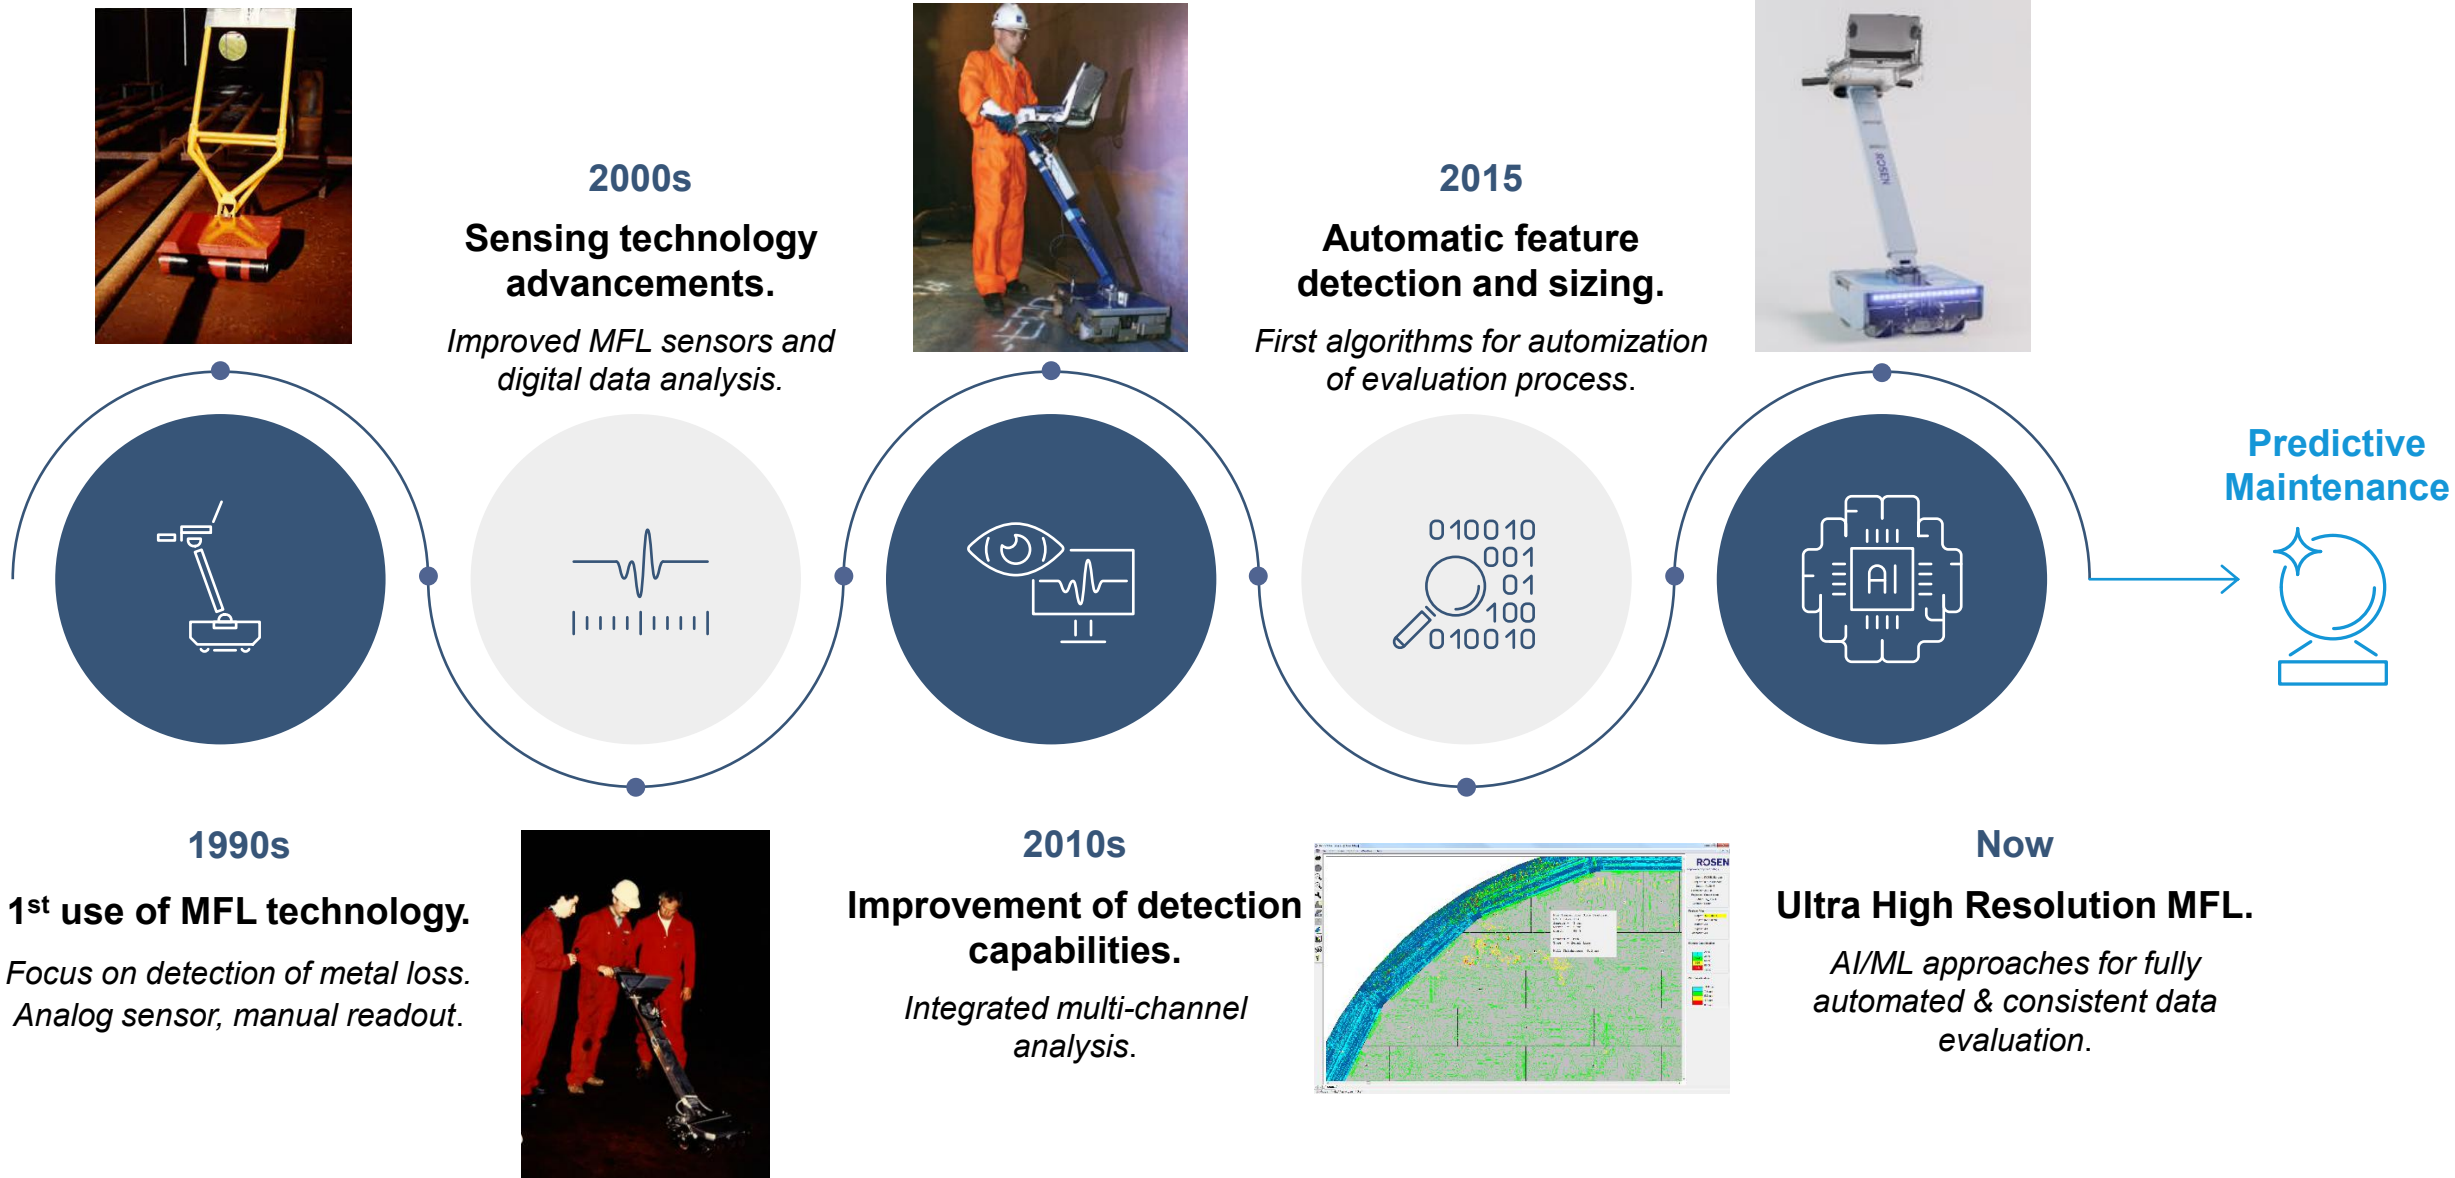 1990s
1st use of MFL technology.
Focus on detection of metal loss.
Analog sensor, manual readout.
2000s
Sensing technology
advancements.
Improved MFL sensors and
digital data analysis.
2010s
Improvement of detection
capabilities.
Integrated multi-channel
analysis.
2015
Automatic feature
detection and sizing.
First algorithms for automization
of evaluation process.
010010
001
01
100
010010
ROSEN
ROSEN
AI
Now
Ultra High Resolution MFL.
AI/ML approaches for fully
automated & consistent data
evaluation.
Predictive
Maintenance